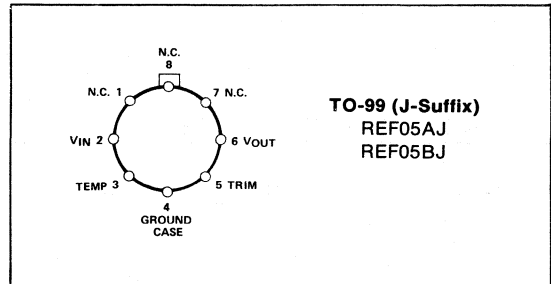 N.C.
8
N.C. 1
7 N.C.
VIN 2
6 VOUT
TEMP 3
5 TRIM
4
GROUND
CASE
TO-99 (J-Suffix)
REF05AJ
REF05BJ